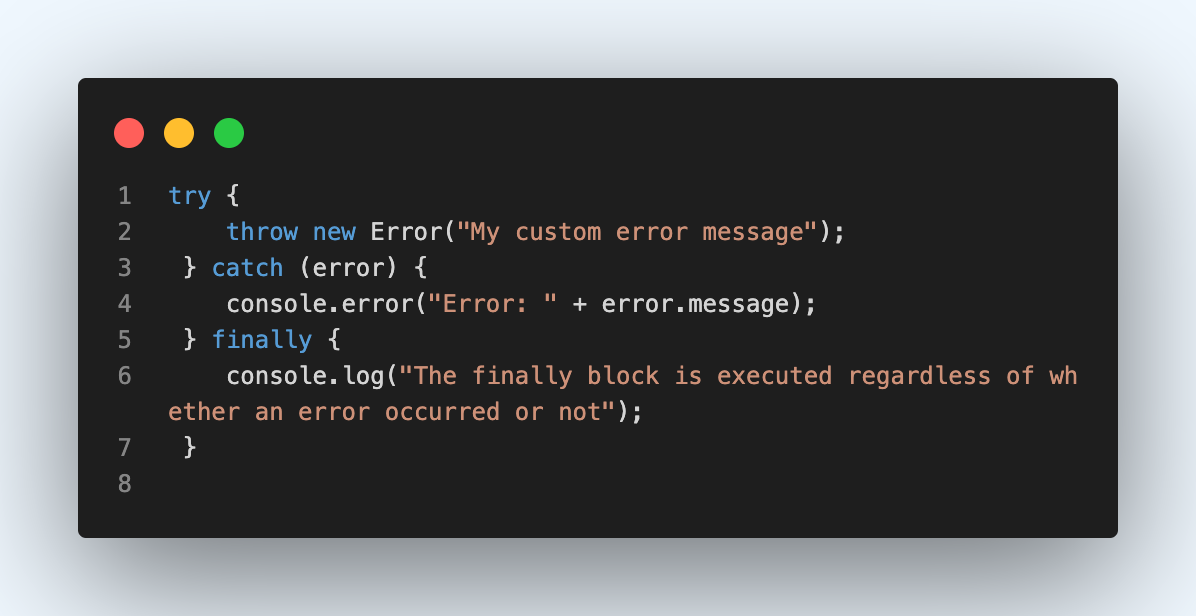 1 try {
2     throw new Error("My custom error message");
3  } catch (error) {
4     console.error("Error: " + error.message);
5  } finally {
6     console.log("The finally block is executed regardless of wh
ether an error occurred or not");
7  }
8